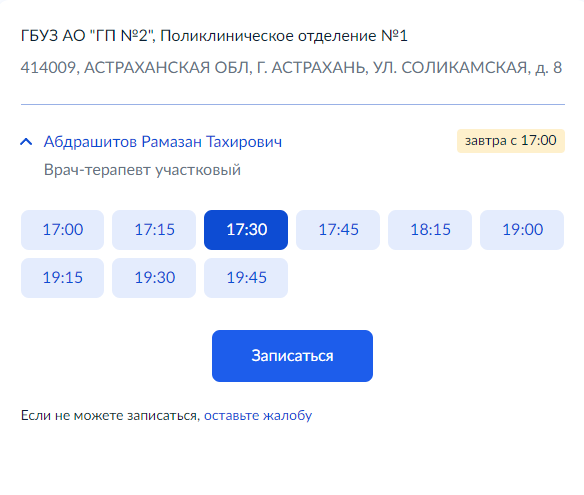 ГБУЗ АО "ГП №2", Поликлиническое отделение №1
414009, АСТРАХАНСКАЯ ОБЛ, Г. АСТРАХАНЬ, УЛ. СОЛИКАМСКАЯ, д. 8
Абдрашитов Рамазан Тахирович
завтра с 17:00
Врач-терапевт участковый
17:00 17:15 17:30 17:45 18:15 19:00
19:15 19:30 19:45
Записаться
Если не можете записаться, оставьте жалобу